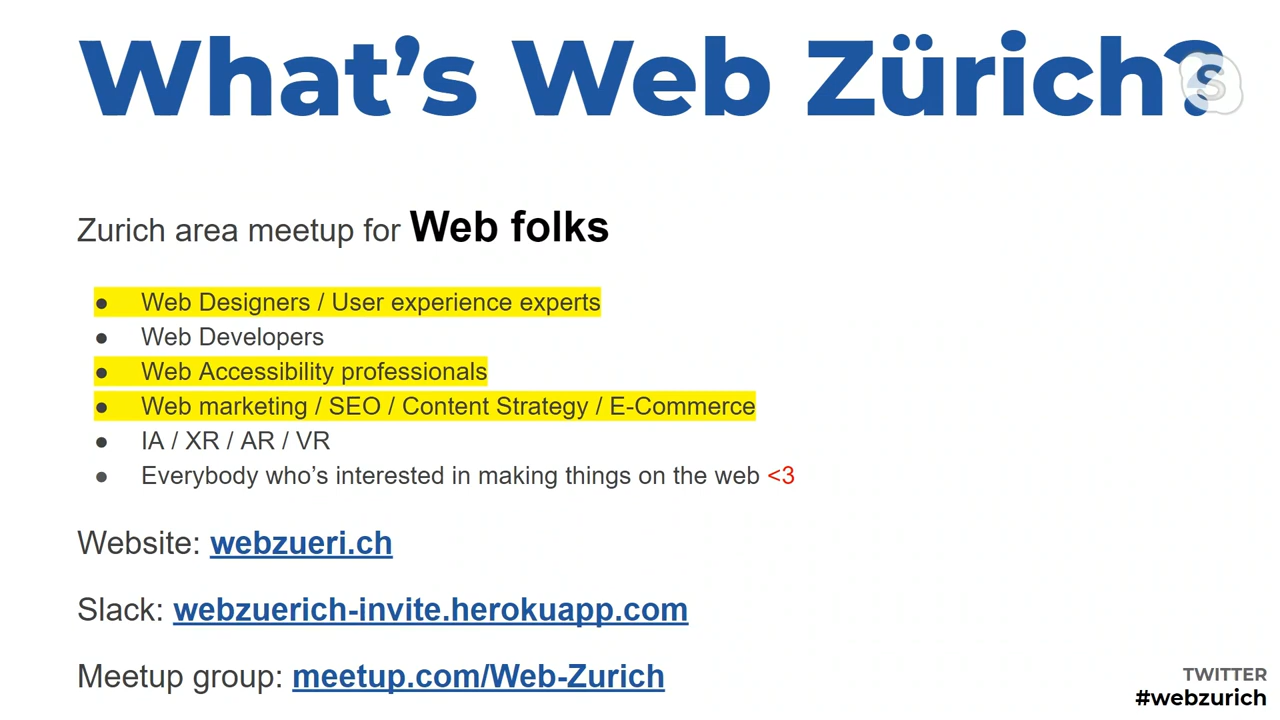 What’s Web Zürich?
Zurich area meetup for Web folks
● Web Designers / User experience experts
● Web Developers
● Web Accessibility professionals
● Web marketing / SEO / Content Strategy / E-Commerce
● IA / XR / AR / VR
● Everybody who’s interested in making things on the web <3
Website: webzueri.ch
Slack: webzuerich-invite.herokuapp.com
Meetup group: meetup.com/Web-Zurich
TWITTER
#webzurich